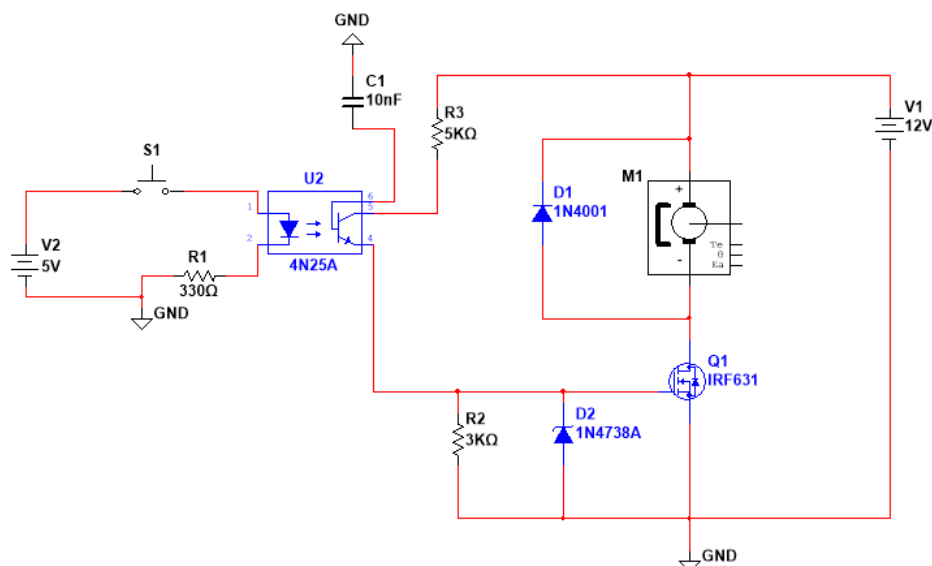 GND
C1
10nF
R3
5KΩ
V1
12V
S1
U2
M1
+
D1
1N4001
6
5
1
2
4
Te
θ
Ka
-
V2
5V
R1
330Ω
4N25A
GND
Q1
IRF631
R2
3KΩ
D2
1N4738A
GND